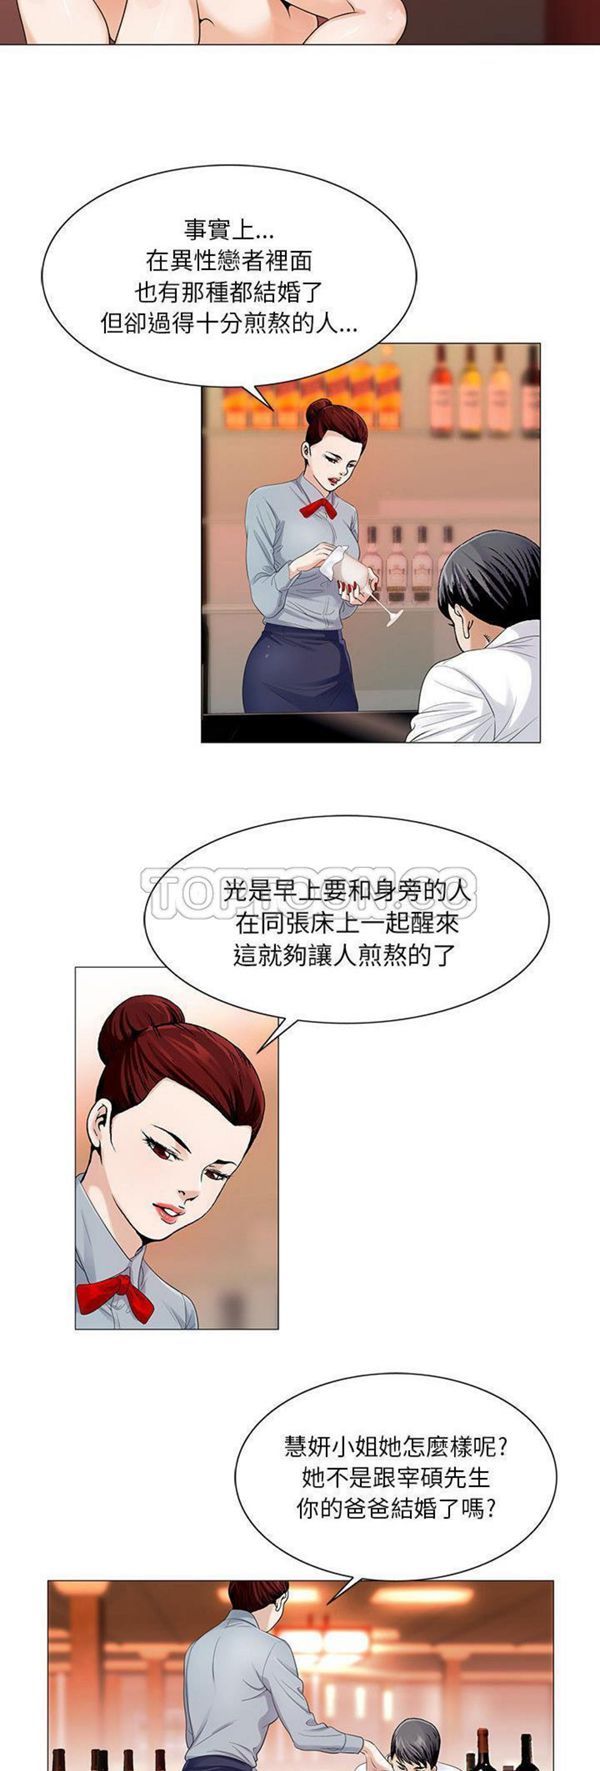 事實上...
在異性戀者裡面
也有那種都結婚了
但卻過得十分煎熬的人...
TOPTOON.CC
光是早上要和身旁的人
在同張床上一起醒來
這就夠讓人煎熬的了
慧妍小姐她怎麼樣呢?
她不是跟宰碩先生
你的爸爸結婚了嗎?